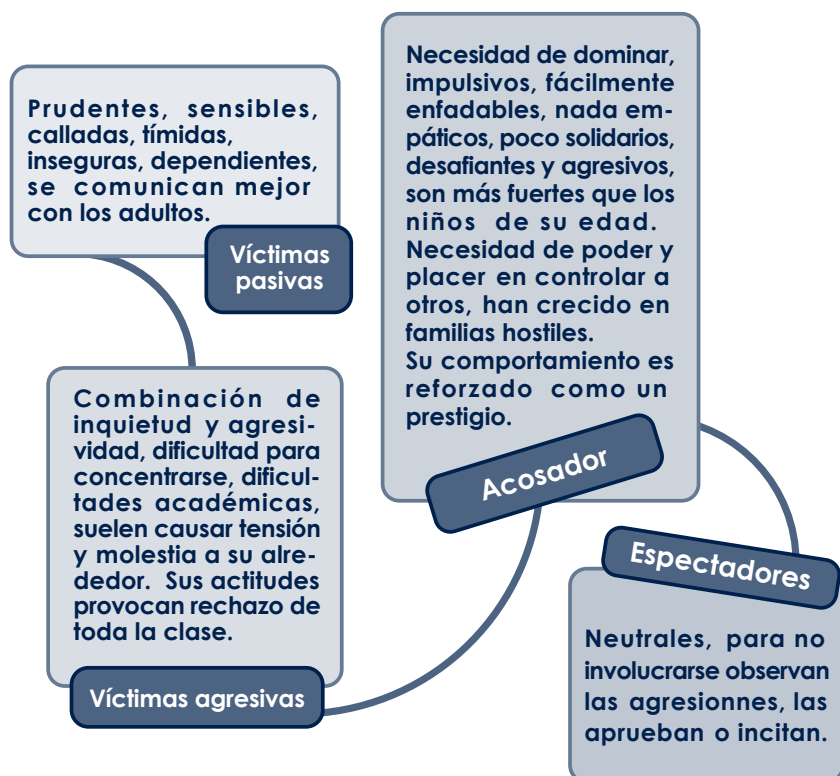 Prudentes, sensibles,
calladas, tímidas,
inseguras, dependientes,
se comunican mejor
con los adultos.
Víctimas
pasivas
Combinación de
inquietud y agresi-
vidad, dificultad para
concentrarse, dificul-
tades académicas,
suelen causar tensión
y molestia a su alre-
dedor. Sus actitudes
provocan rechazo de
toda la clase.
Víctimas agresivas
Necesidad de dominar,
impulsivos, fácilmente
enfadables, nada em-
páticos, poco solidarios,
desafiantes y agresivos,
son más fuertes que los
niños de su edad.
Necesidad de poder y
placer en controlar a
otros, han crecido en
familias hostiles.
Su comportamiento es
reforzado como un
prestigio.
Acosador
Espectadores
Neutrales, para no
involucrarse observan
las agresionnes, las
aprueban o incitan.